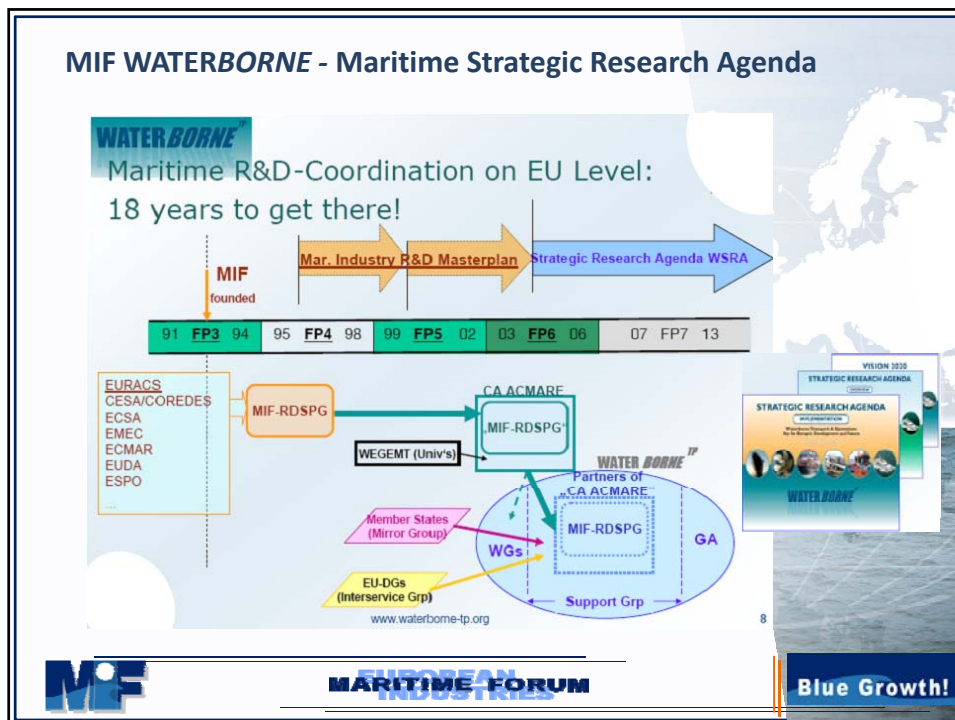 MIF WATERBORNE - Maritime Strategic Research Agenda
WATERBORNE TP
Maritime R&D-Coordination on EU Level:
18 years to get there!
MIF
founded
Mar. Industry R&D Masterplan
Strategic Research Agenda WSRA
91 FP3 94 95 FP4 98 99 FP5 02 03 FP6 06 07 FP7 13
EURACS
CESA/COREDES
ECSA
EMEC
ECMAR
EUDA
ESPO
...
MIF-RDSPG
CA ACMARE
„MIF-RDSPG“
WEGEMT (Univ's)
WATER BORNE TP
Partners of
„CA ACMARE“
MIF-RDSPG
WGs
GA
Support Grp
Member States
(Mirror Group)
EU-DGs
(Interservice Grp)
www.waterborne-tp.org
8
VISION 2020
STRATEGIC RESEARCH AGENDA
OVERVIEW
STRATEGIC RESEARCH AGENDA
IMPLEMENTATION
WATERBORNE
MIF
EUROPEAN
MARITIME FORUM
INDUSTRIES
Blue Growth!